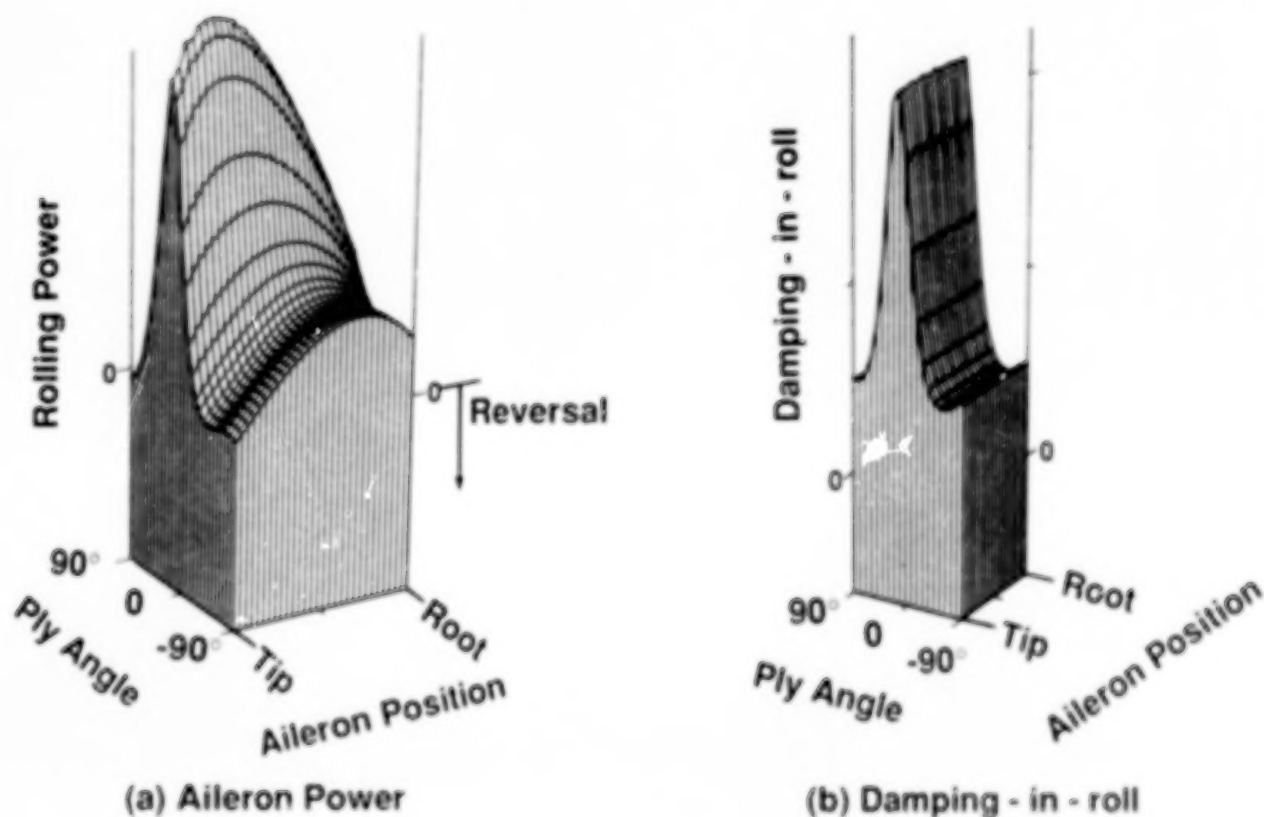 Rolling Power
0
0
Reversal
90°
0
-90°
Ply Angle
Tip
Root
Aileron Position
(a) Aileron Power
Damping - in - roll
0
0
90°
0
-90°
Ply Angle
Tip
Root
Aileron Position
(b) Damping - in - roll